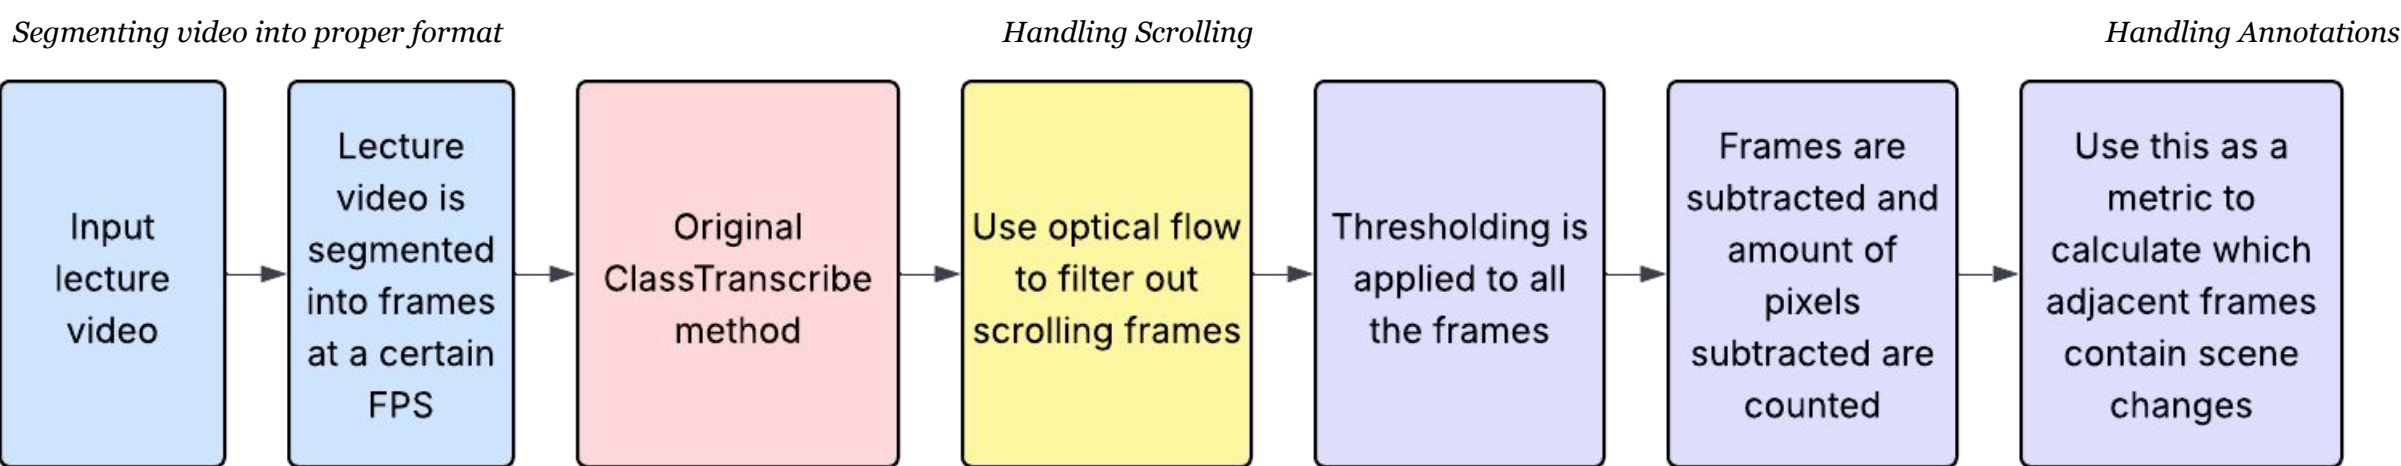 Segmenting video into proper format
Handling Scrolling
Handling Annotations
Input
lecture
video
Lecture
video is
segmented
into frames
at a certain
FPS
Original
ClassTranscribe
method
Use optical flow
to filter out
scrolling frames
Thresholding is
applied to all
the frames
Frames are
subtracted and
amount of
pixels
subtracted are
counted
Use this as a
metric to
calculate which
adjacent frames
contain scene
changes